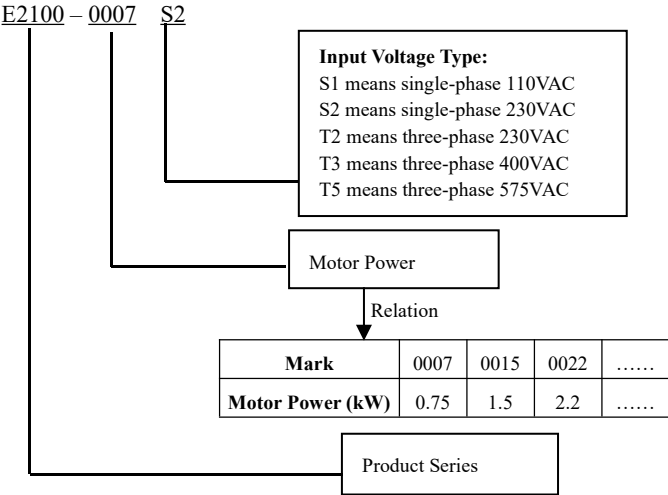 E2100 – 0007 S2
Input Voltage Type:
S1 means single-phase 110VAC
S2 means single-phase 230VAC
T2 means three-phase 230VAC
T3 means three-phase 400VAC
T5 means three-phase 575VAC
Motor Power
Relation
Mark 0007 0015 0022 ……
Motor Power (kW) 0.75 1.5 2.2 ……
Product Series